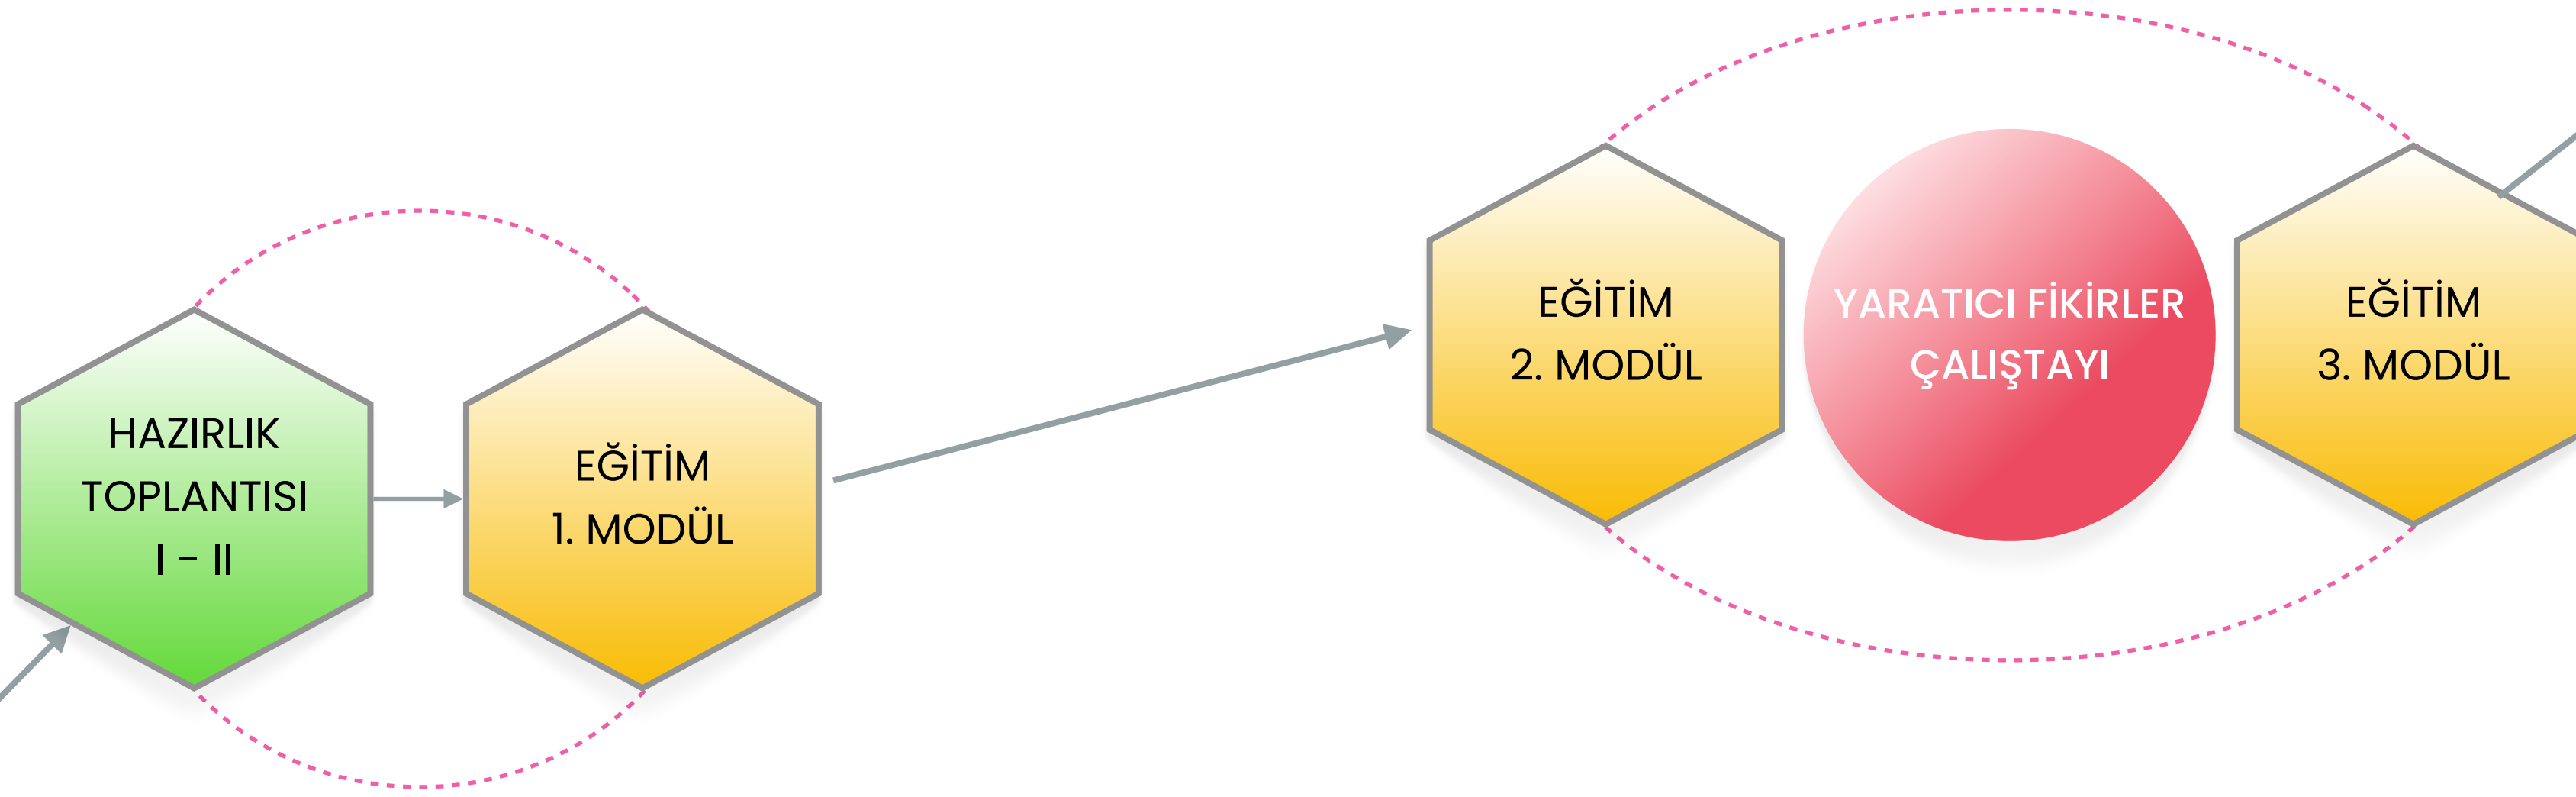 HAZIRLIK
TOPLANTISI
I - II
EĞİTİM
1. MODÜL
EĞİTİM
2. MODÜL
YARATICI FİKİRLER
ÇALIŞTAYI
EĞİTİM
3. MODÜL